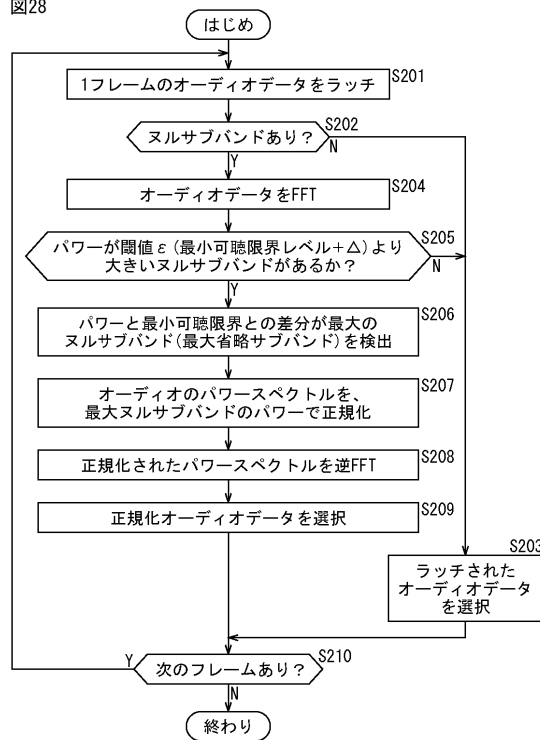 図28
はじめ
1フレームのオーディオデータをラッチ
S201
ヌルサブバンドあり？
S202
N
Y
オーディオデータをFFT
S204
パワーが閾値ε(最小可聴限界レベル+△)より
大きいヌルサブバンドがあるか？
S205
N
Y
パワーと最小可聴限界との差分が最大の
ヌルサブバンド(最大省略サブバンド)を検出
S206
オーディオのパワースペクトルを、
最大ヌルサブバンドのパワーで正規化
S207
正規化されたパワースペクトルを逆FFT
S208
正規化オーディオデータを選択
S209
S203
ラッチされた
オーディオデータ
を選択
Y
次のフレームあり？
S210
N
終わり